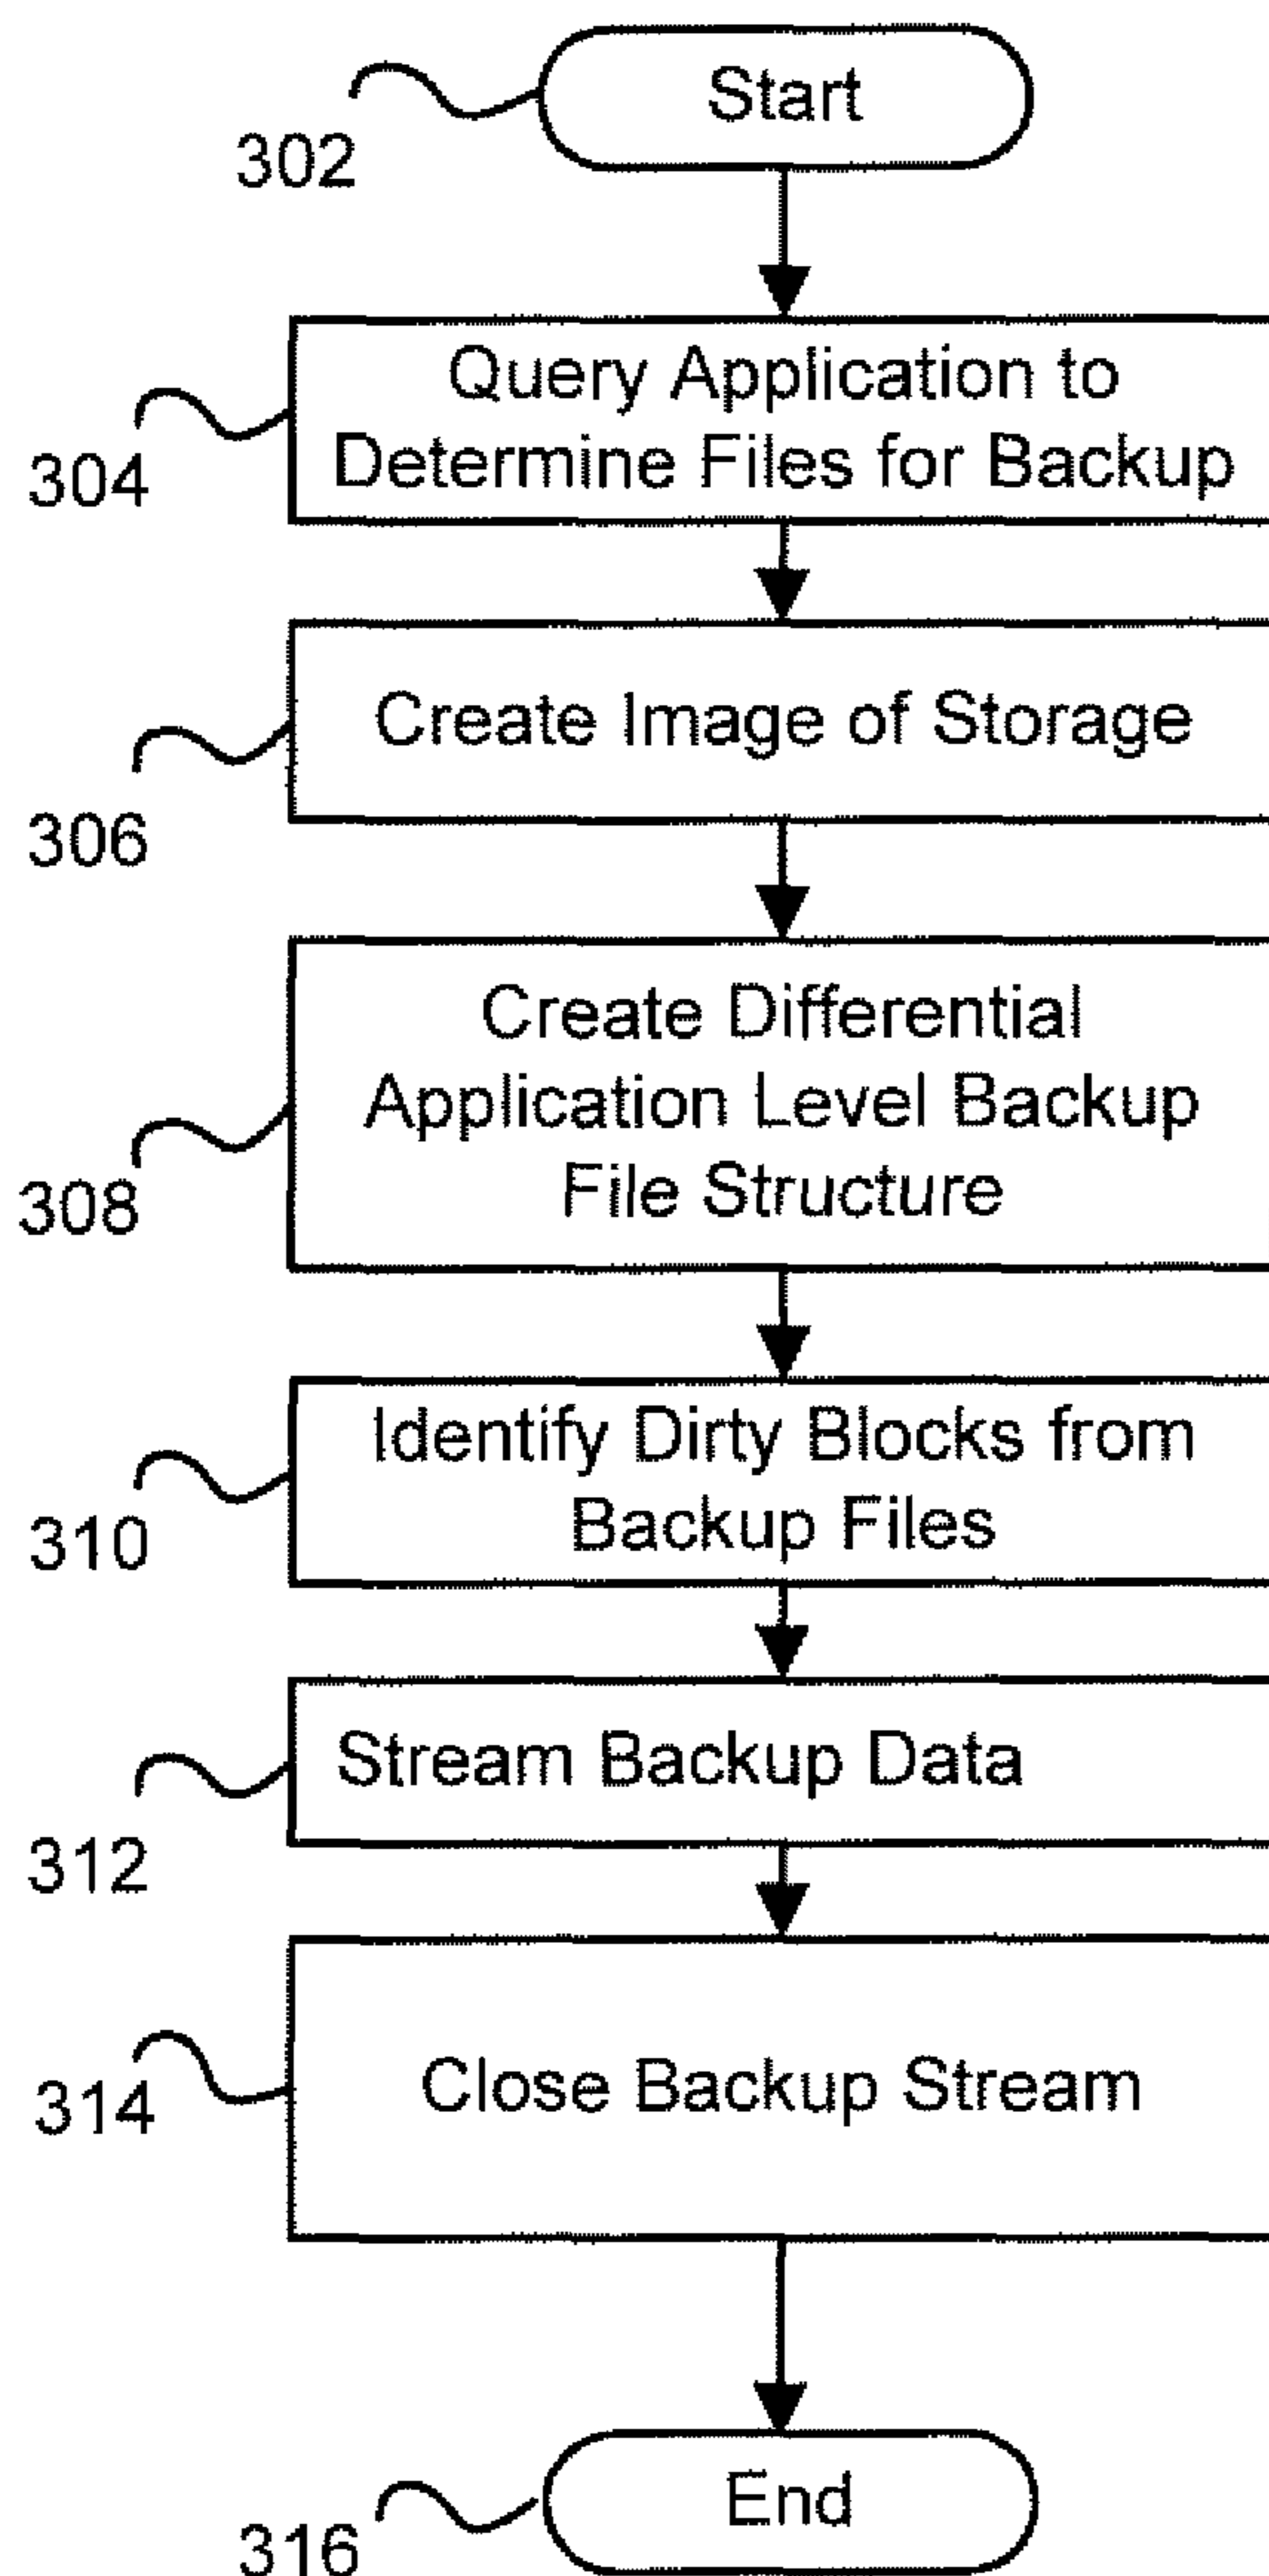 Start
302
Query Application to
Determine Files for Backup
304
Create Image of Storage
306
Create Differential
Application Level Backup
File Structure
308
Identify Dirty Blocks from
Backup Files
310
Stream Backup Data
312
Close Backup Stream
314
End
316